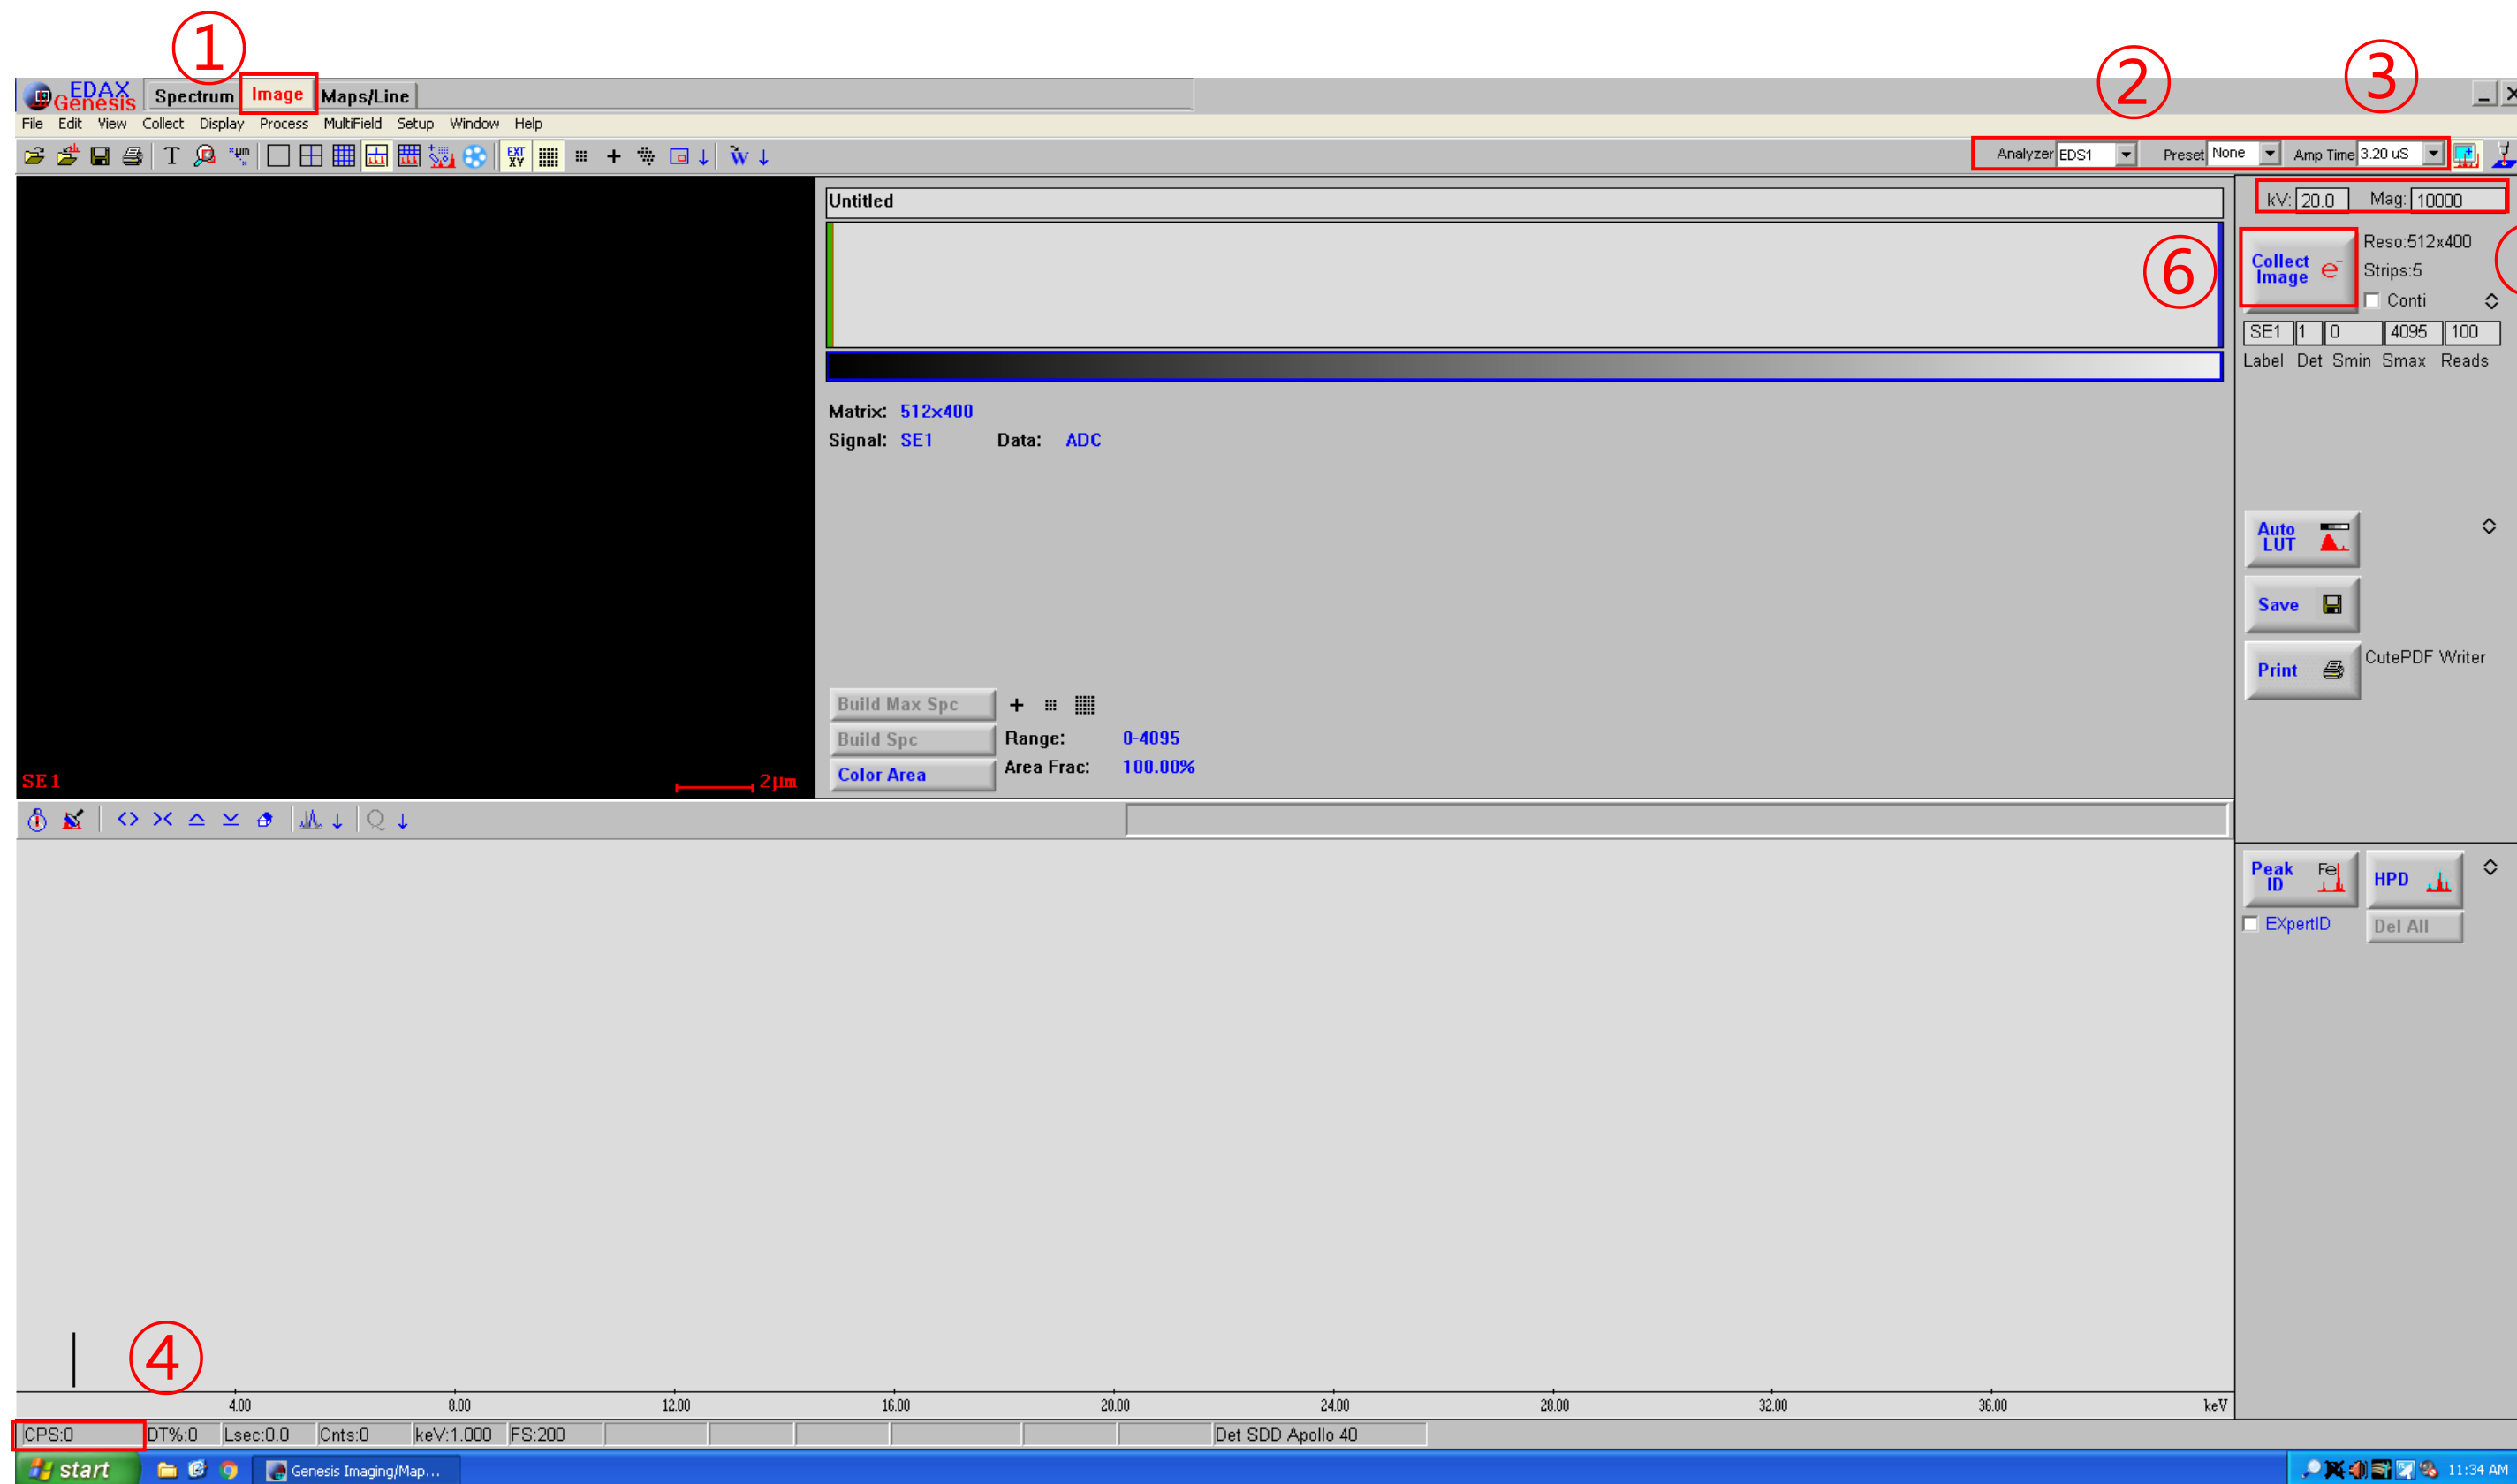 ①
②
③
EDAX
Genesis
Spectrum Image Maps/Line
File Edit View Collect Display Process MultiField Setup Window Help
T EXT XY W Analyzer EDS1 Preset None Amp Time 3.20 uS
Untitled
kV: 20.0 Mag: 10000
⑥
Collect Image e⁻
Reso:512x400
Strips:5
Conti
SE1 1 0 4095 100
Label Det Smin Smax Reads
Matrix: 512x400
Signal: SE1 Data: ADC
Auto LUT
Save
Print CutePDF Writer
Build Max Spc
Build Spc Range: 0-4095
Color Area Area Frac: 100.00%
SE1 2µm
Peak ID Fe HPD
EXpertID Del All
④
4.00 8.00 12.00 16.00 20.00 24.00 28.00 32.00 36.00 keV
CPS:0 DT%:0 Lsec:0.0 Cnts:0 keV:1.000 FS:200 Det SDD Apollo 40
start Genesis Imaging/Map... 11:34 AM